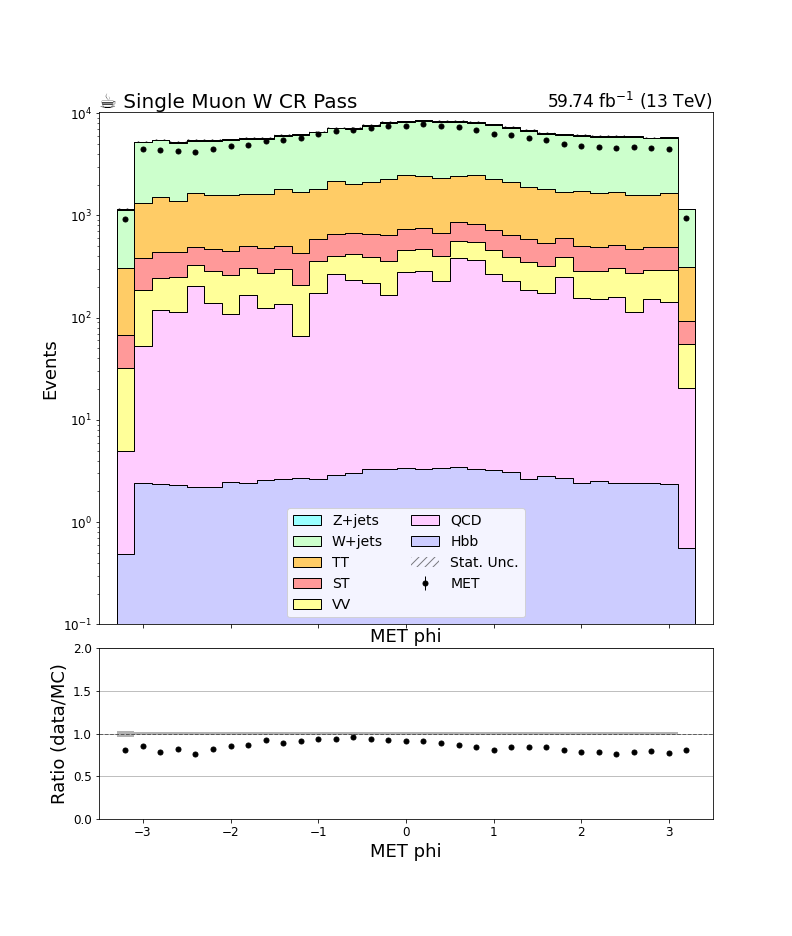 ☕ Single Muon W CR Pass 59.74 fb⁻¹ (13 TeV)
Events
10⁴
10³
10²
10¹
10⁰
10⁻¹
Z+jets QCD
W+jets Hbb
TT Stat. Unc.
ST MET
VV
MET phi
Ratio (data/MC)
2.0
1.5
1.0
0.5
0.0
−3 −2 −1 0 1 2 3
MET phi